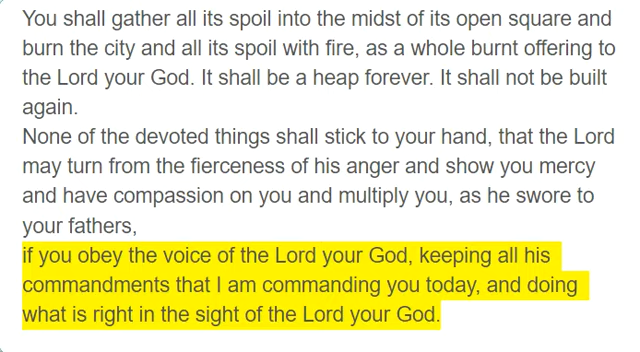 You shall gather all its spoil into the midst of its open square and
burn the city and all its spoil with fire, as a whole burnt offering to
the Lord your God. It shall be a heap forever. It shall not be built
again.
None of the devoted things shall stick to your hand, that the Lord
may turn from the fierceness of his anger and show you mercy
and have compassion on you and multiply you, as he swore to
your fathers,
if you obey the voice of the Lord your God, keeping all his
commandments that I am commanding you today, and doing
what is right in the sight of the Lord your God.